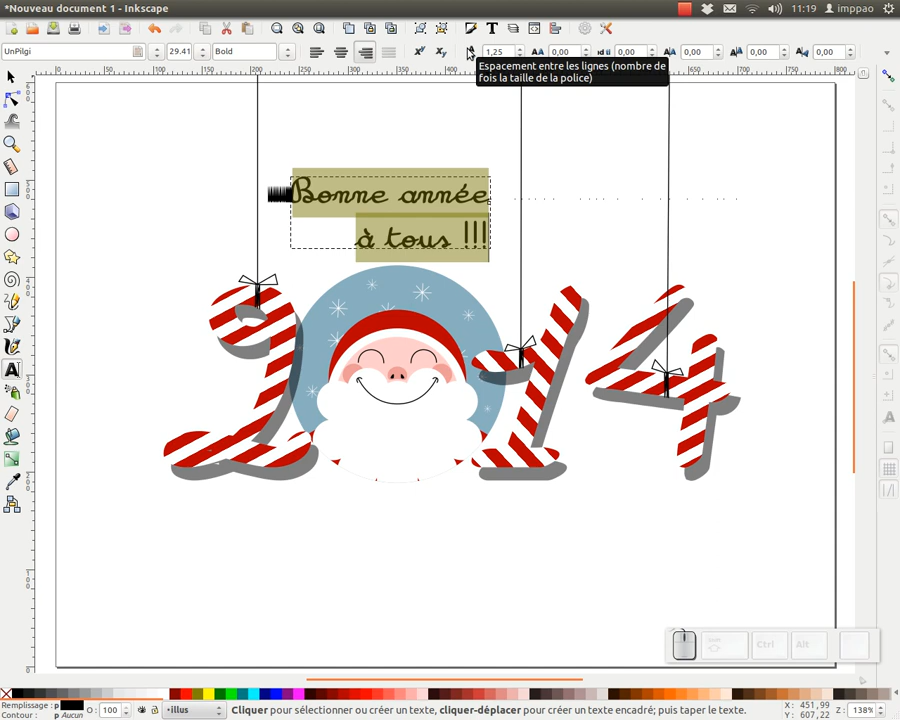 *Nouveau document 1 - Inkscape
11:19 imppao
UnPilgi 29.41 Bold 1,25 0,00 0,00 0,00 0,00 0,00
Espacement entre les lignes (nombre de
fois la taille de la police)
Bonne année
à tous !!!
2014
Ctrl Alt
Remplissage: p
Contour: p Aucun
O: 100
•illus
Cliquer pour sélectionner ou créer un texte, cliquer-déplacer pour créer un texte encadré; puis taper le texte.
X: 451,99
Y: 607,22
Z: 138%